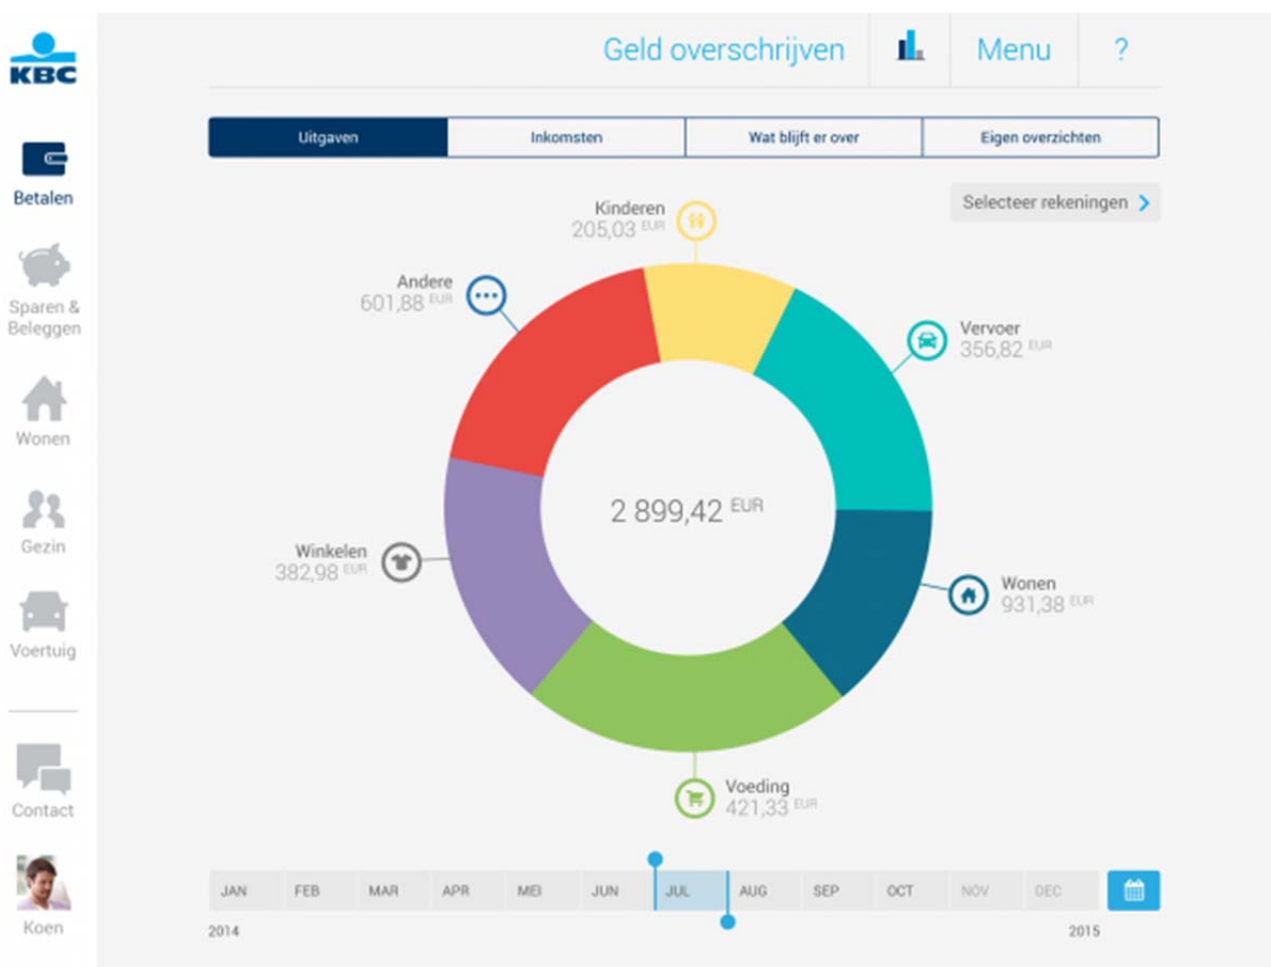 KBC
Geld overschrijven
Menu
?
Uitgaven
Inkomsten
Wat blijft er over
Eigen overzichten
Selecteer rekeningen
Betalen
Sparen &
Beleggen
Wonen
Gezin
Voertuig
Contact
Koen
Kinderen
205,03 EUR
Andere
601,88 EUR
Vervoer
356,82 EUR
2 899,42 EUR
Winkelen
382,98 EUR
Wonen
931,38 EUR
Voeding
421,33 EUR
JAN
FEB
MAR
APR
MEI
JUN
JUL
AUG
SEP
OCT
NOV
DEC
2014
2015